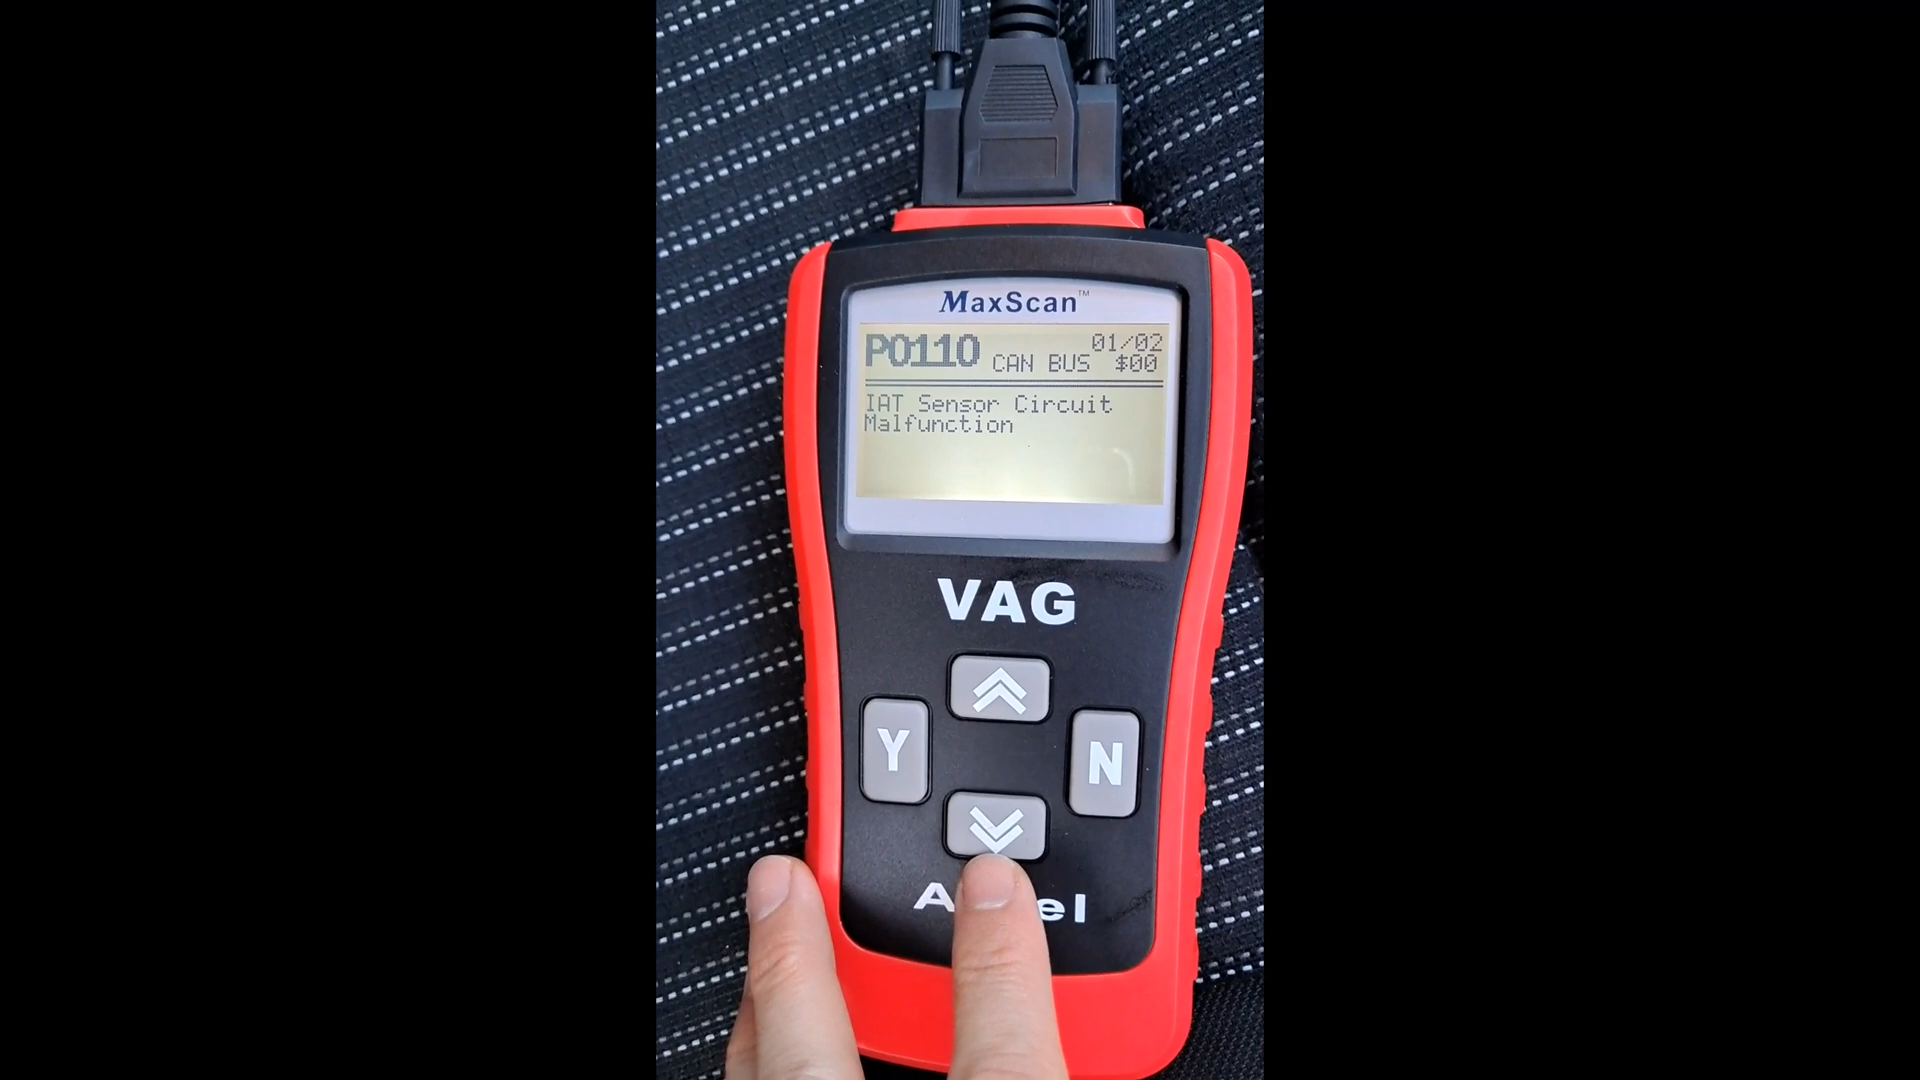 MaxScan™
P0110 01/02
CAN BUS $00
IAT Sensor Circuit
Malfunction
VAG
Y
N